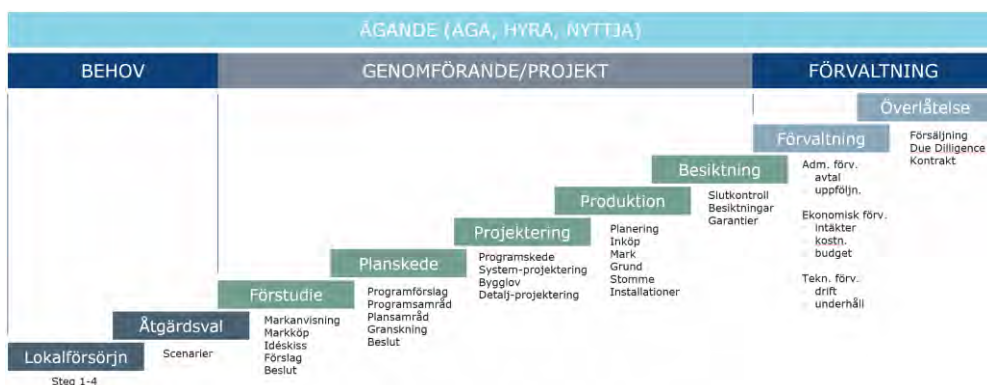 ÄGANDE (ÄGA, HYRA, NYTTJA)
BEHOV
GENOMFÖRANDE/PROJEKT
FÖRVALTNING
Överlåtelse
Försäljning
Due Dilligence
Kontrakt
Förvaltning
Adm. förv.
avtal
uppföljn.
Ekonomisk förv.
intäkter
kostn.
budget
Tekn. förv.
drift
underhåll
Besiktning
Slutkontroll
Besiktningar
Garantier
Produktion
Planering
Inköp
Mark
Grund
Stomme
Installationer
Projektering
Programskede
System-projektering
Bygglov
Detalj-projektering
Planskede
Programförslag
Programsamråd
Plansamråd
Granskning
Beslut
Förstudie
Markanvisning
Markköp
Idéskiss
Förslag
Beslut
Åtgärdsval
Scenarier
Lokalförsörjn
Steg 1-4